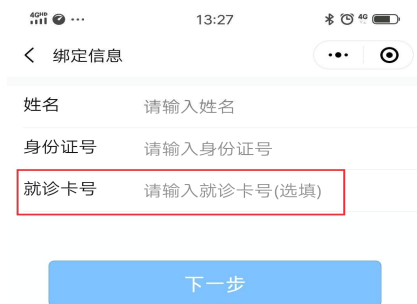 4GHD 13:27 4G
绑定信息
姓名 请输入姓名
身份证号 请输入身份证号
就诊卡号 请输入就诊卡号(选填)
下一步